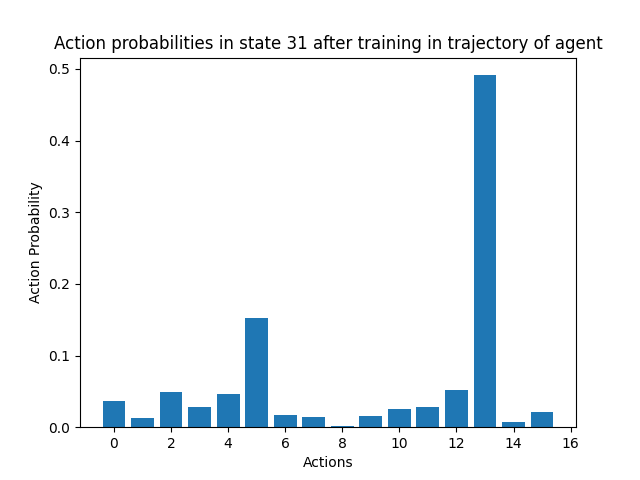 Action probabilities in state 31 after training in trajectory of agent
0.5
0.4
0.3
0.2
0.1
0.0
Action Probability
0 2 4 6 8 10 12 14 16
Actions